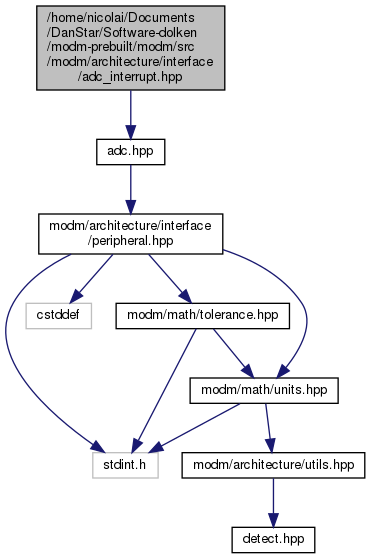 /home/nicolai/Documents
/DanStar/Software-dolken
/modm-prebuilt/modm/src
/modm/architecture/interface
/adc_interrupt.hpp
adc.hpp
modm/architecture/interface
/peripheral.hpp
cstddef
modm/math/tolerance.hpp
modm/math/units.hpp
stdint.h
modm/architecture/utils.hpp
detect.hpp